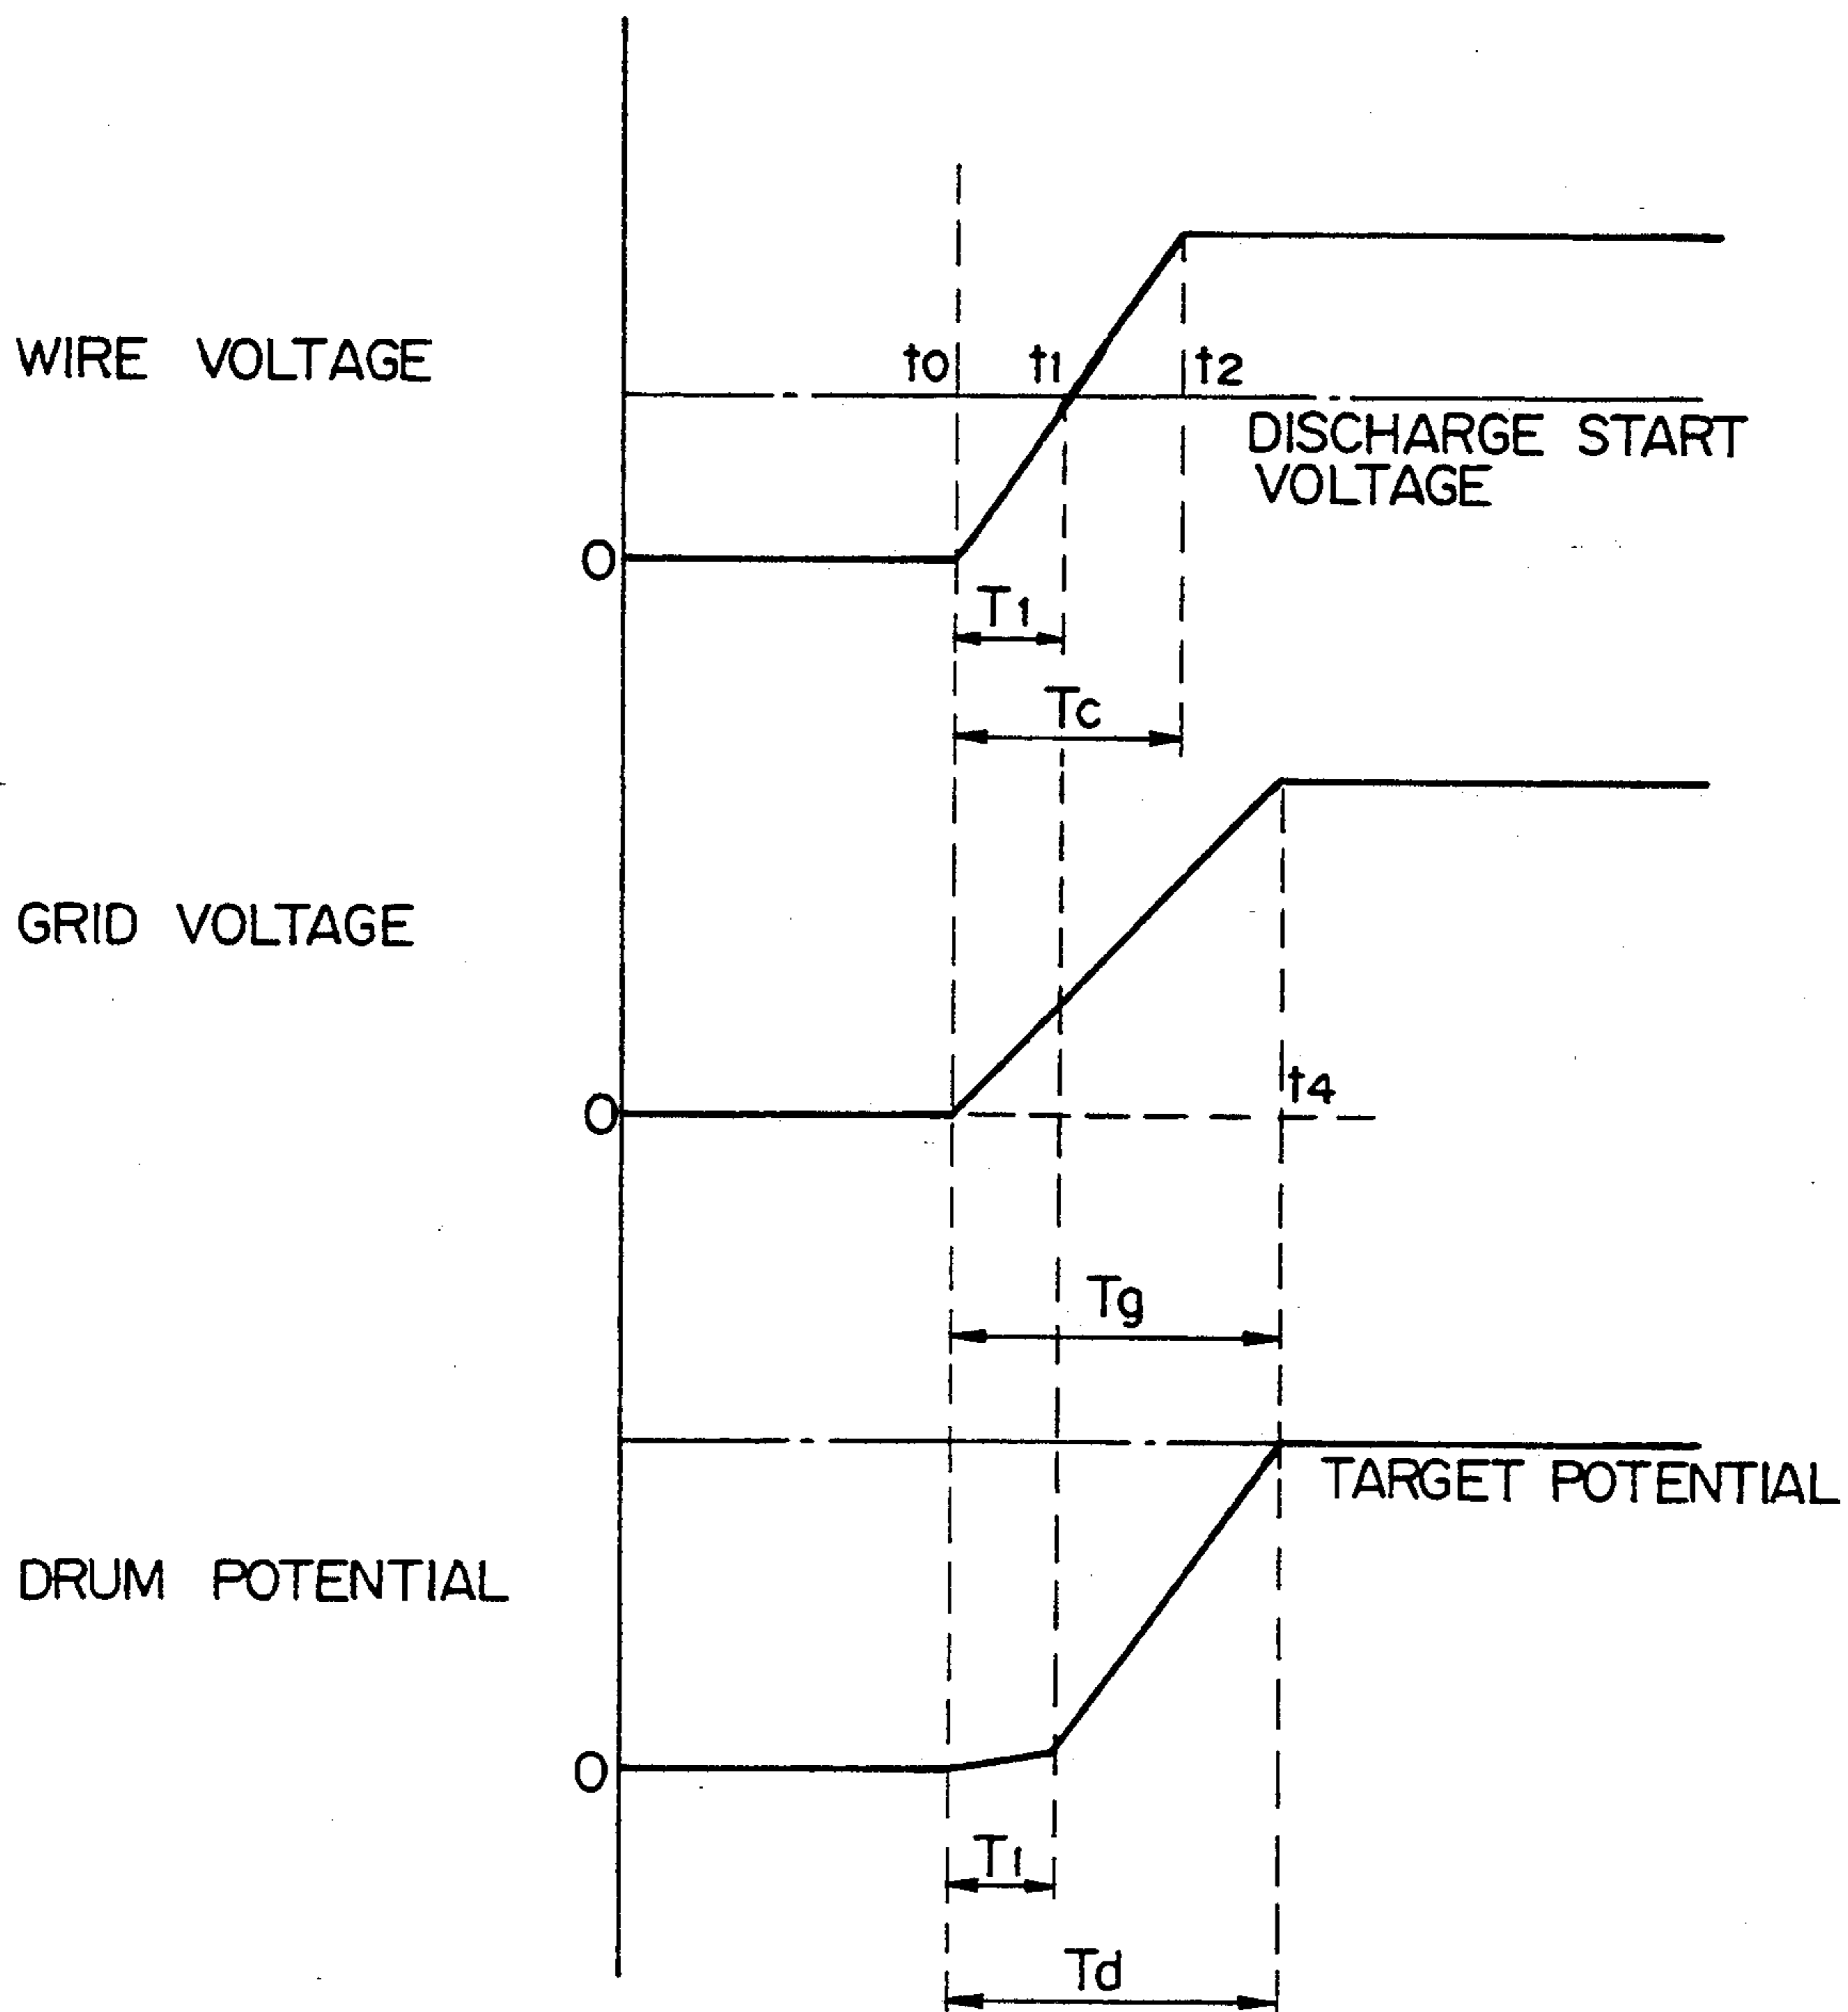 WIRE VOLTAGE
t0
t1
t2
DISCHARGE START
VOLTAGE
0
T1
Tc
GRID VOLTAGE
0
t4
Tg
TARGET POTENTIAL
DRUM POTENTIAL
0
T1
Td